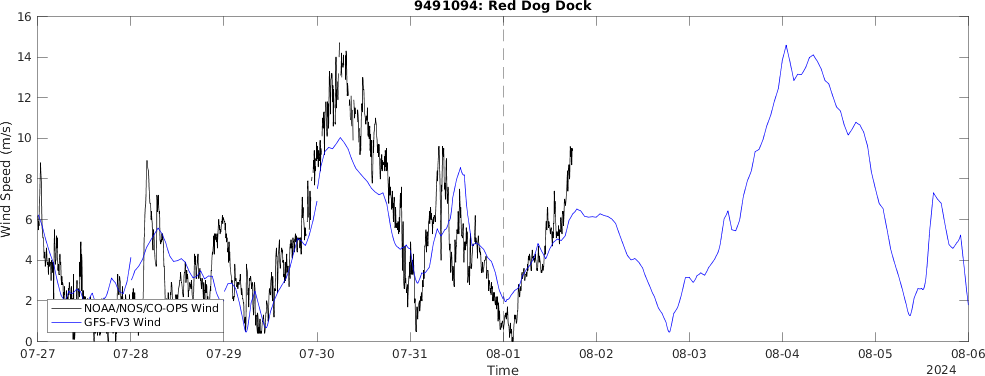 9491094: Red Dog Dock
Wind Speed (m/s)
16
14
12
10
8
6
4
2
0
NOAA/NOS/CO-OPS Wind
GFS-FV3 Wind
07-27 07-28 07-29 07-30 07-31 08-01 08-02 08-03 08-04 08-05 08-06
Time
2024